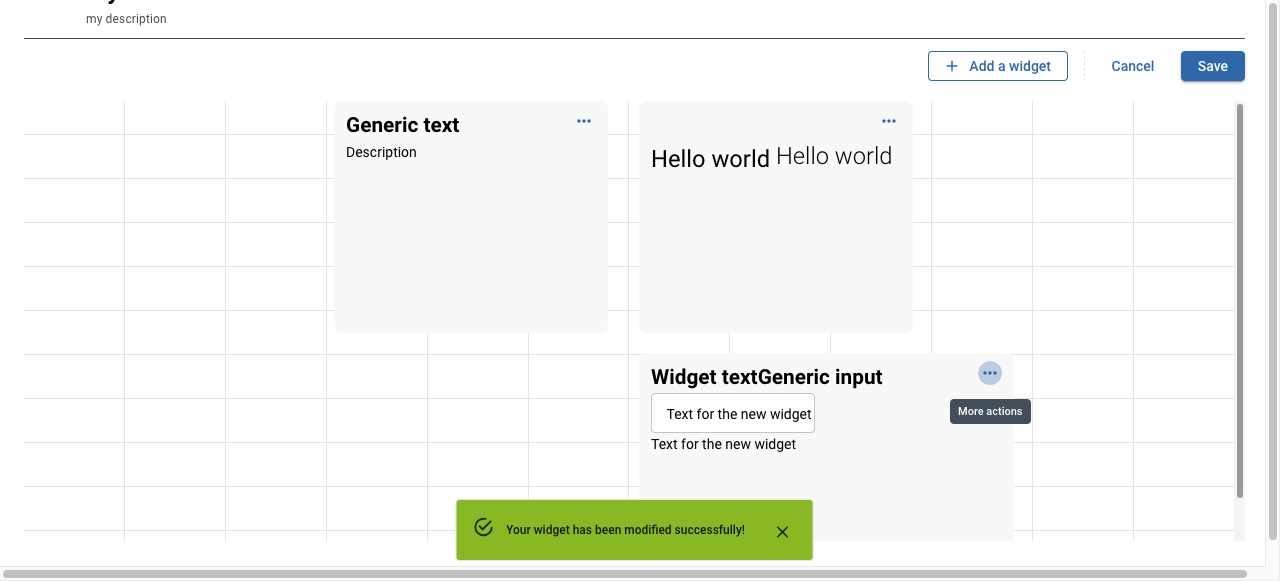 my description
Add a widget
Cancel
Save
Generic text
Description
Hello world Hello world
Widget textGeneric input
Text for the new widget
More actions
Text for the new widget
Your widget has been modified successfully!